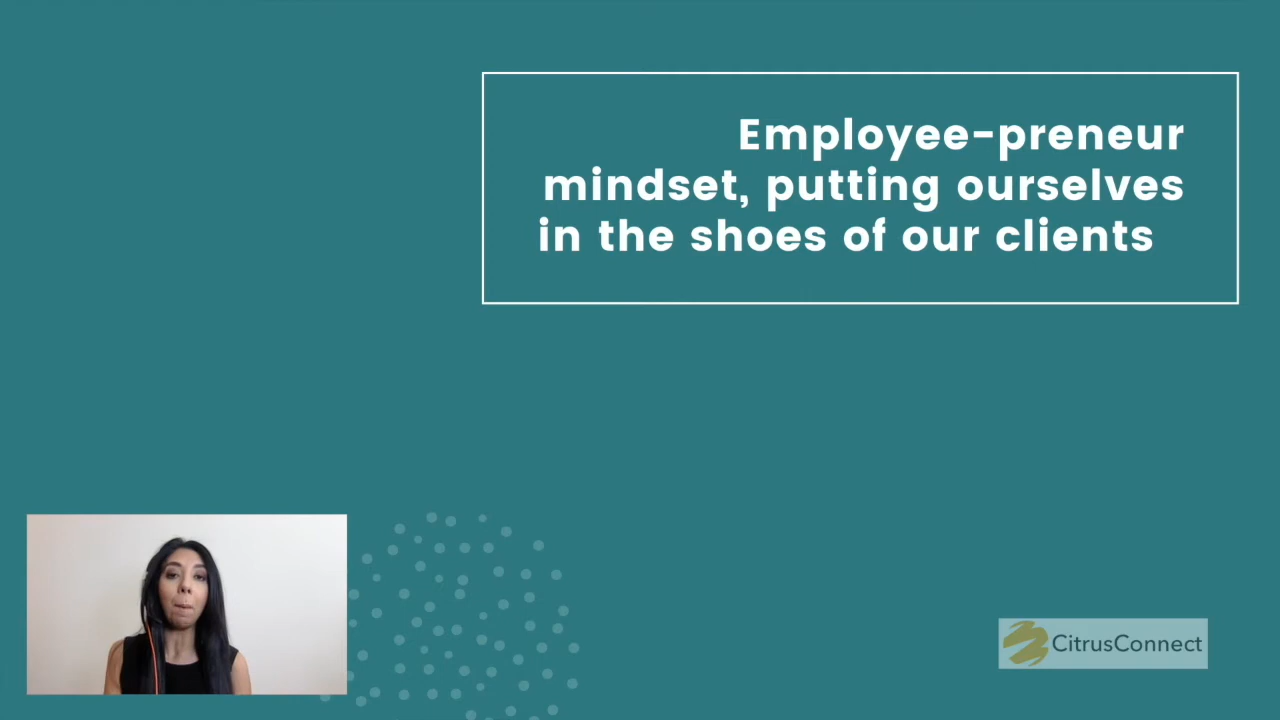 Employee-preneur
mindset, putting ourselves
in the shoes of our clients
CitrusConnect